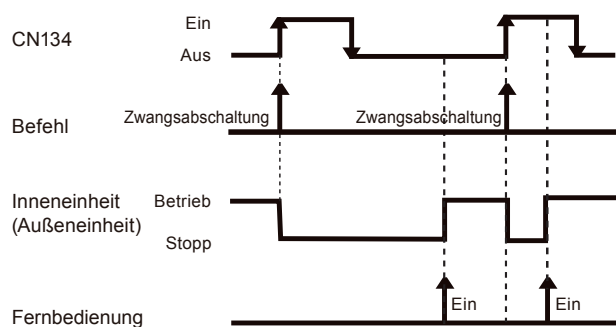 Ein
CN134
Aus
Zwangsabschaltung
Zwangsabschaltung
Befehl
Inneneinheit
(Außeneinheit)
Betrieb
Stopp
Ein
Ein
Fernbedienung